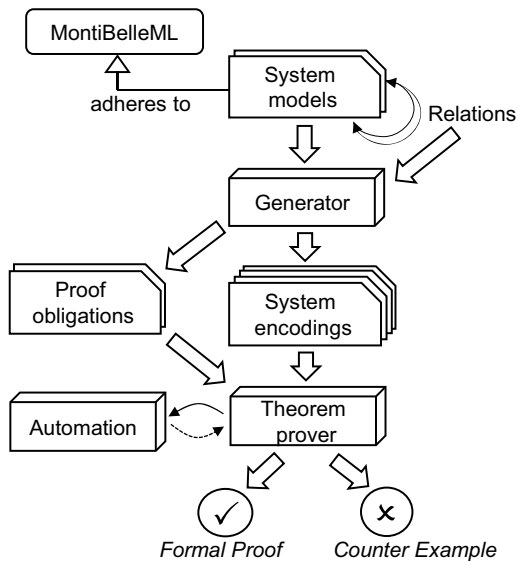 MontiBelleML
System
models
adheres to
Relations
Generator
Proof
obligations
System
encodings
Automation
Theorem
prover
Formal Proof
Counter Example